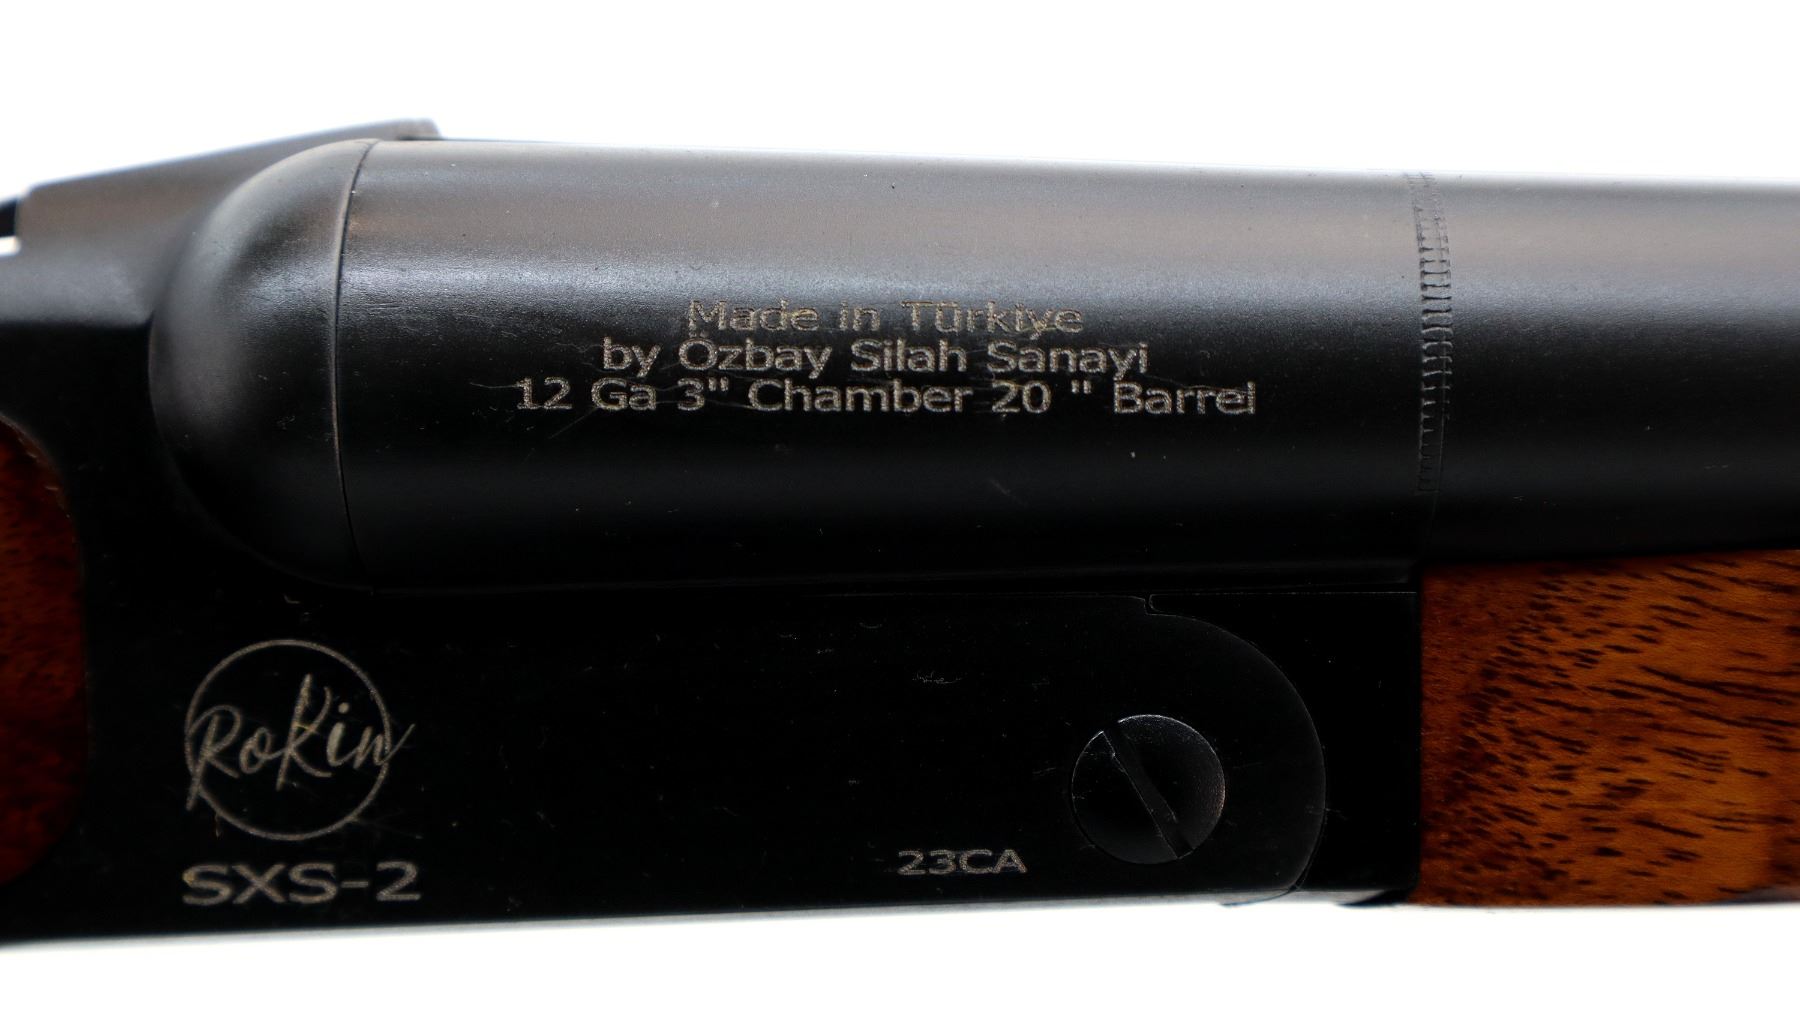 Made in Türkiye
by Özbay Silah Sanayi
12 Ga 3" Chamber 20 " Barrel
RoKin
SXS-2
23CA